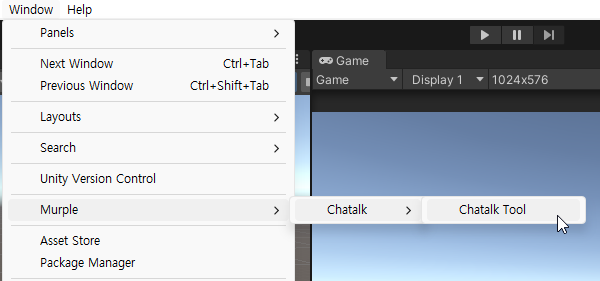 Window Help
Panels
Next Window Ctrl+Tab
Previous Window Ctrl+Shift+Tab
Layouts
Search
Unity Version Control
Murple
Chatalk
Chatalk Tool
Asset Store
Package Manager
Game
Game Display 1 1024x576